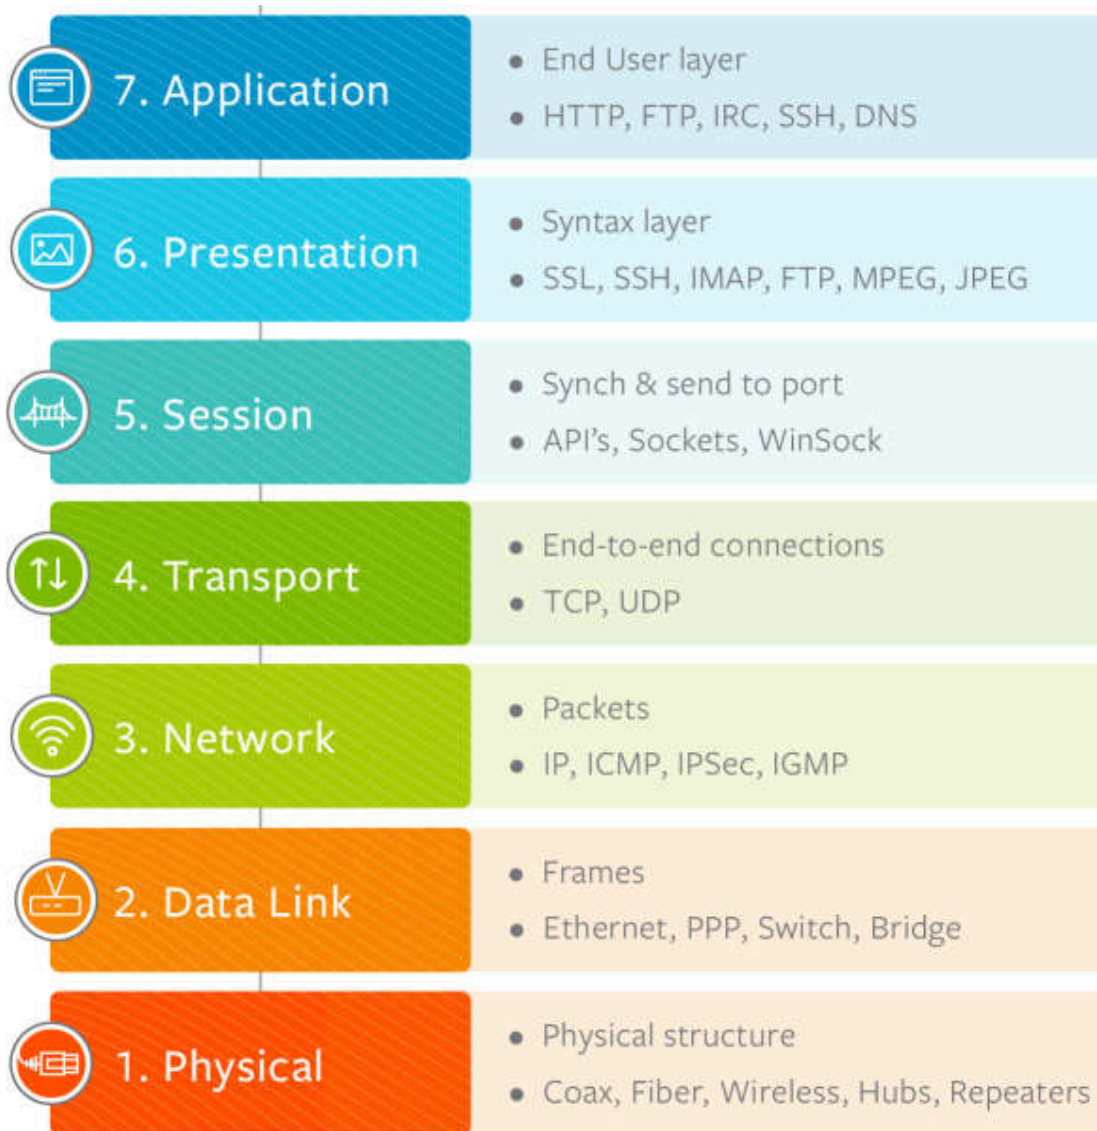 7. Application
• End User layer
• HTTP, FTP, IRC, SSH, DNS
6. Presentation
• Syntax layer
• SSL, SSH, IMAP, FTP, MPEG, JPEG
5. Session
• Synch & send to port
• API's, Sockets, WinSock
4. Transport
• End-to-end connections
• TCP, UDP
3. Network
• Packets
• IP, ICMP, IPSec, IGMP
2. Data Link
• Frames
• Ethernet, PPP, Switch, Bridge
1. Physical
• Physical structure
• Coax, Fiber, Wireless, Hubs, Repeaters